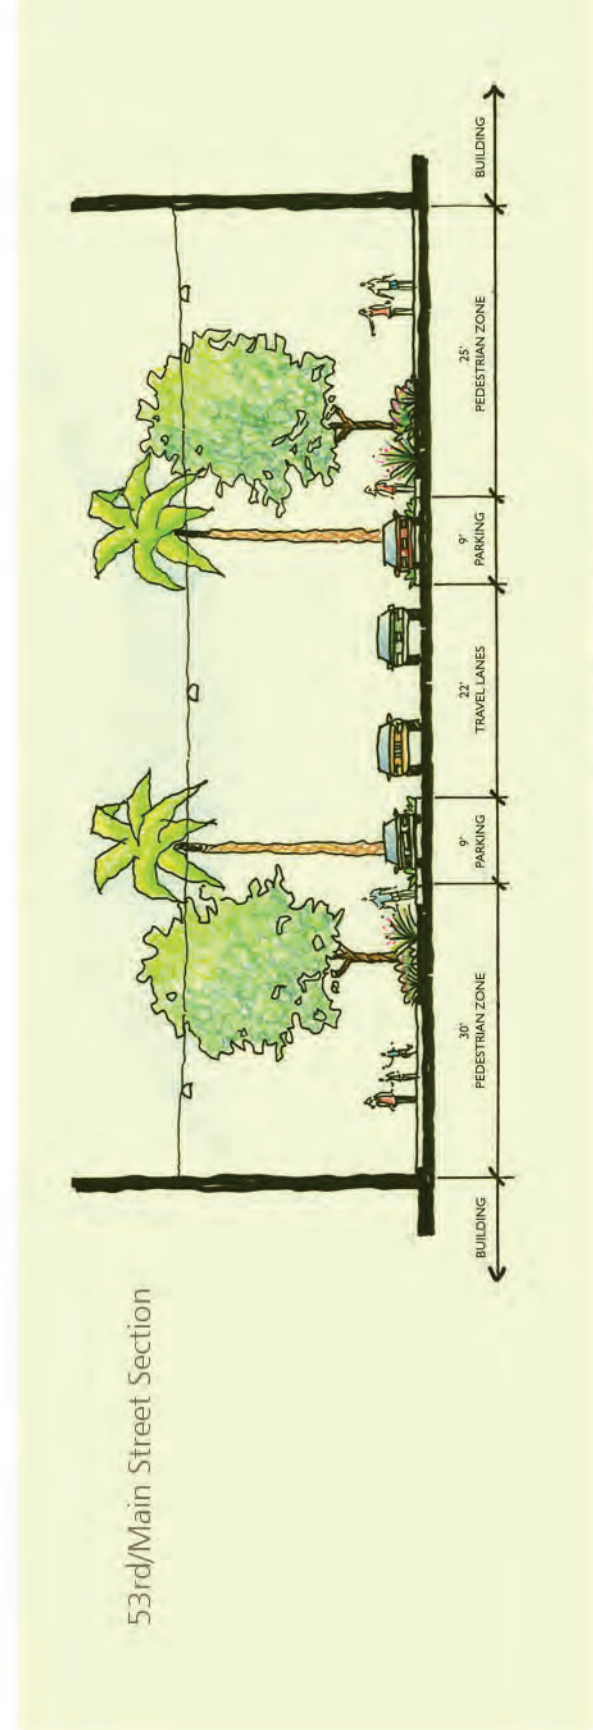 53rd/Main Street Section
BUILDING
30'
PEDESTRIAN ZONE
9'
PARKING
22'
TRAVEL LANES
9'
PARKING
25'
PEDESTRIAN ZONE
BUILDING